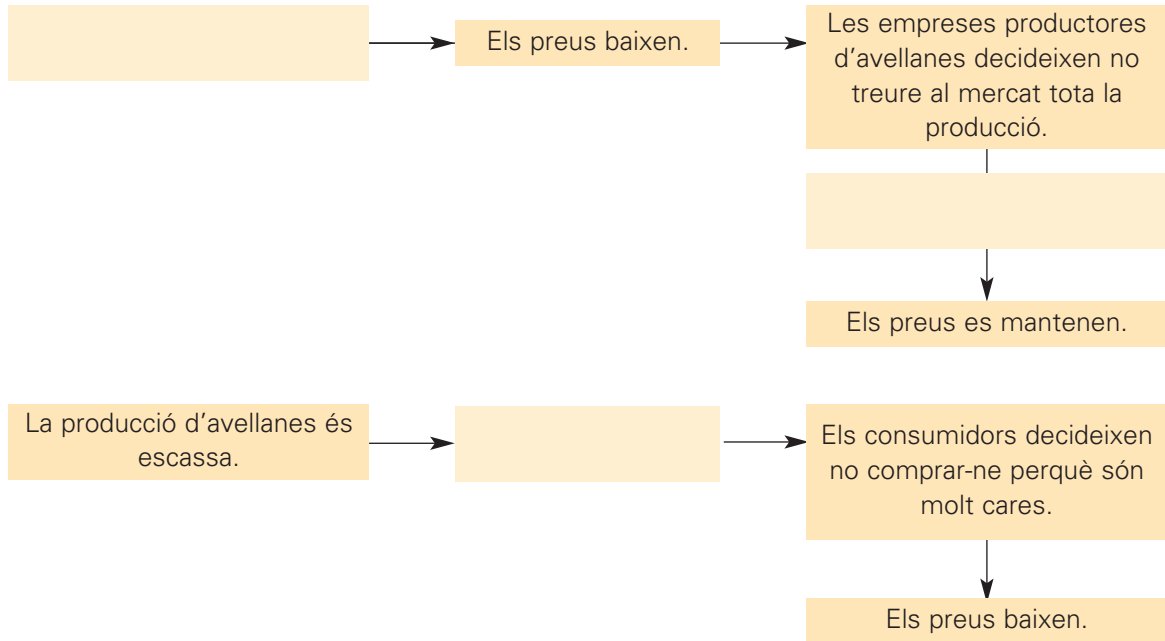 Els preus baixen.
Les empreses productores
d’avellanes decideixen no
treure al mercat tota la
producció.
Els preus es mantenen.
La producció d’avellanes és
escassa.
Els consumidors decideixen
no comprar-ne perquè són
molt cares.
Els preus baixen.